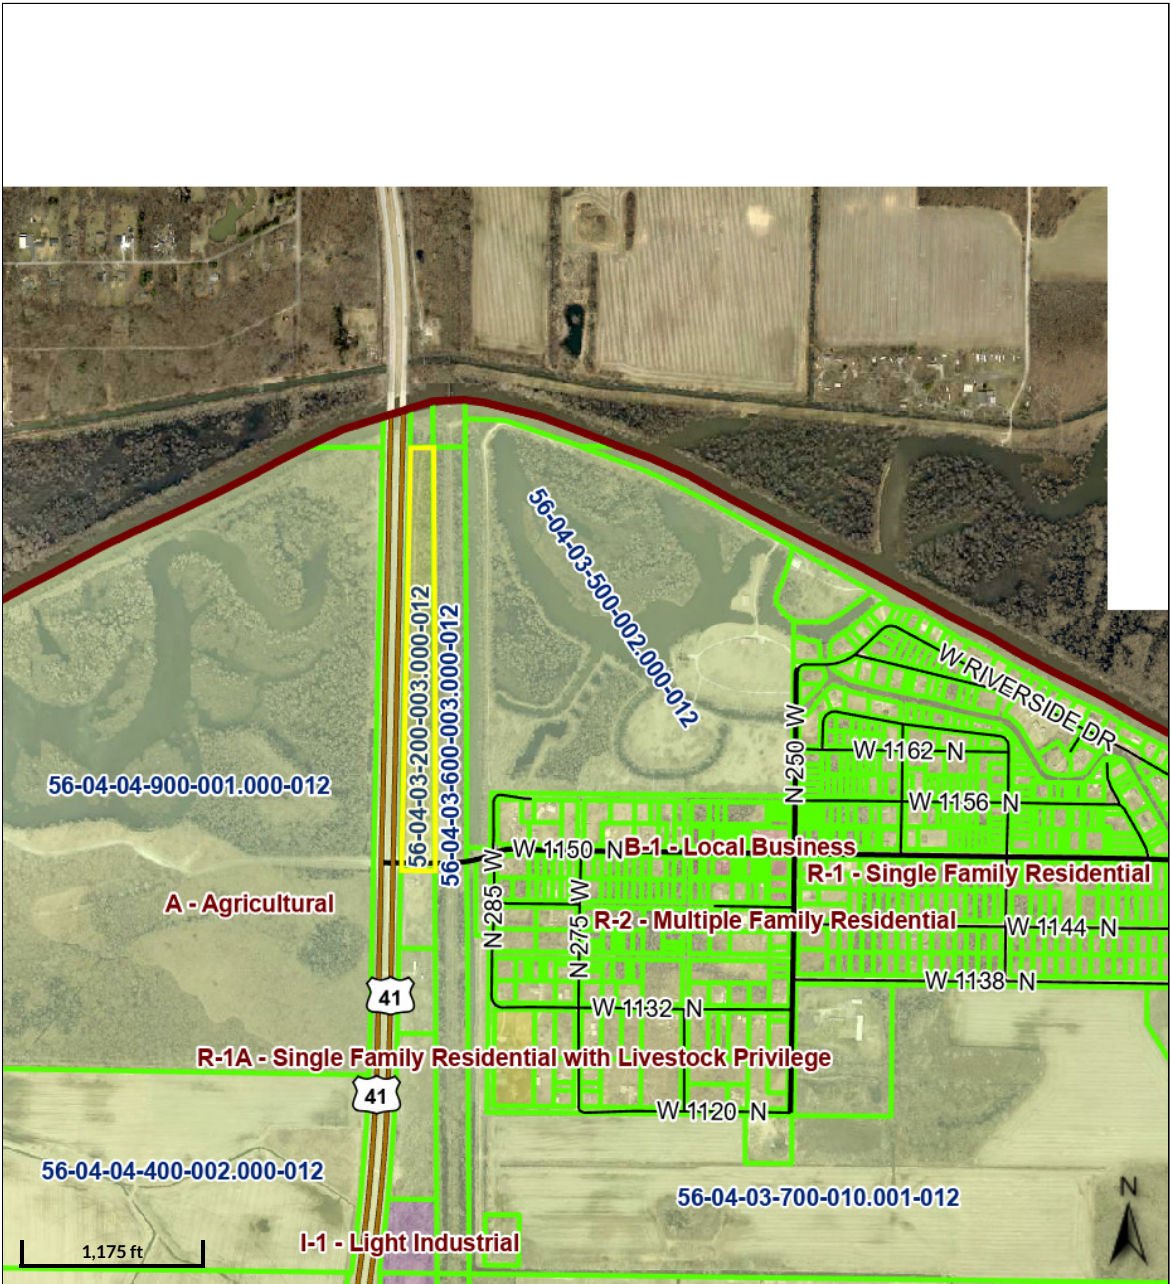 56-04-03-500-002.000-012
56-04-03-200-003.000-012
56-04-03-600-003.000-012
W RIVERSIDE DR
N 250 W
W 1162 N
56-04-04-900-001.000-012
W 1156 N
W 1150 N
B-1 - Local Business
R-1 - Single Family Residential
N 285 W
N 275 W
A - Agricultural
R-2 - Multiple Family Residential
W 1144 N
W 1138 N
41
W 1132 N
R-1A - Single Family Residential with Livestock Privilege
41
W 1120 N
56-04-04-400-002.000-012
56-04-03-700-010.001-012
N
I-1 - Light Industrial
1,175 ft